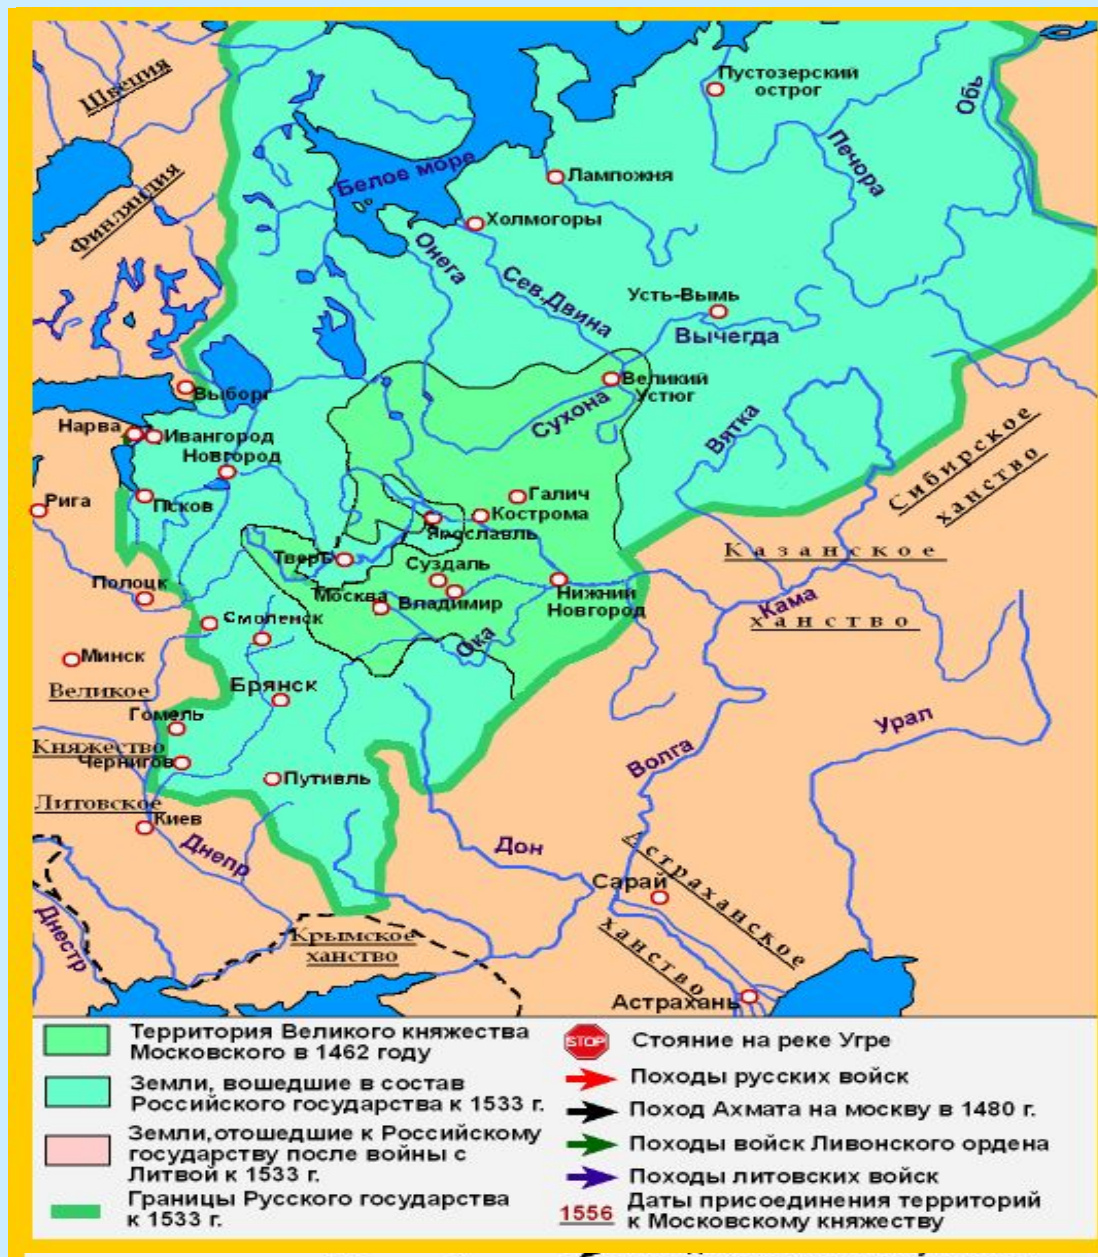 Швеция
Финляндия
Пустозерский
острог
Обь
Печора
Белое море
Лампожня
Холмогоры
Онега
Сев.Двина
Усть-Вымь
Вычегда
Великий
Устюг
Сухона
Вятка
Выборг
Нарва
Ивангород
Новгород
Псков
Рига
Галич
Кострома
Ярославль
Сибирское
ханство
Казанское
ханство
Тверь
Суздаль
Москва
Владимир
Нижний
Новгород
Ока
Кама
Полоцк
Смоленск
Минск
Брянск
Великое
Гомель
Княжество
Чернигов
Путивль
Литовское
Киев
Днепр
Днестр
Дон
Волга
Урал
Сарай
Астраханское
ханство
Астрахань
Крымское
ханство
Территория Великого княжества
Московского в 1462 году
Земли, вошедшие в состав
Российского государства к 1533 г.
Земли,отошедшие к Российскому
государству после войны с
Литвой к 1533 г.
Границы Русского государства
к 1533 г.
STOP Стояние на реке Угре
Походы русских войск
Поход Ахмата на москву в 1480 г.
Походы войск Ливонского ордена
Походы литовских войск
1556 Даты присоединения территорий
к Московскому княжеству